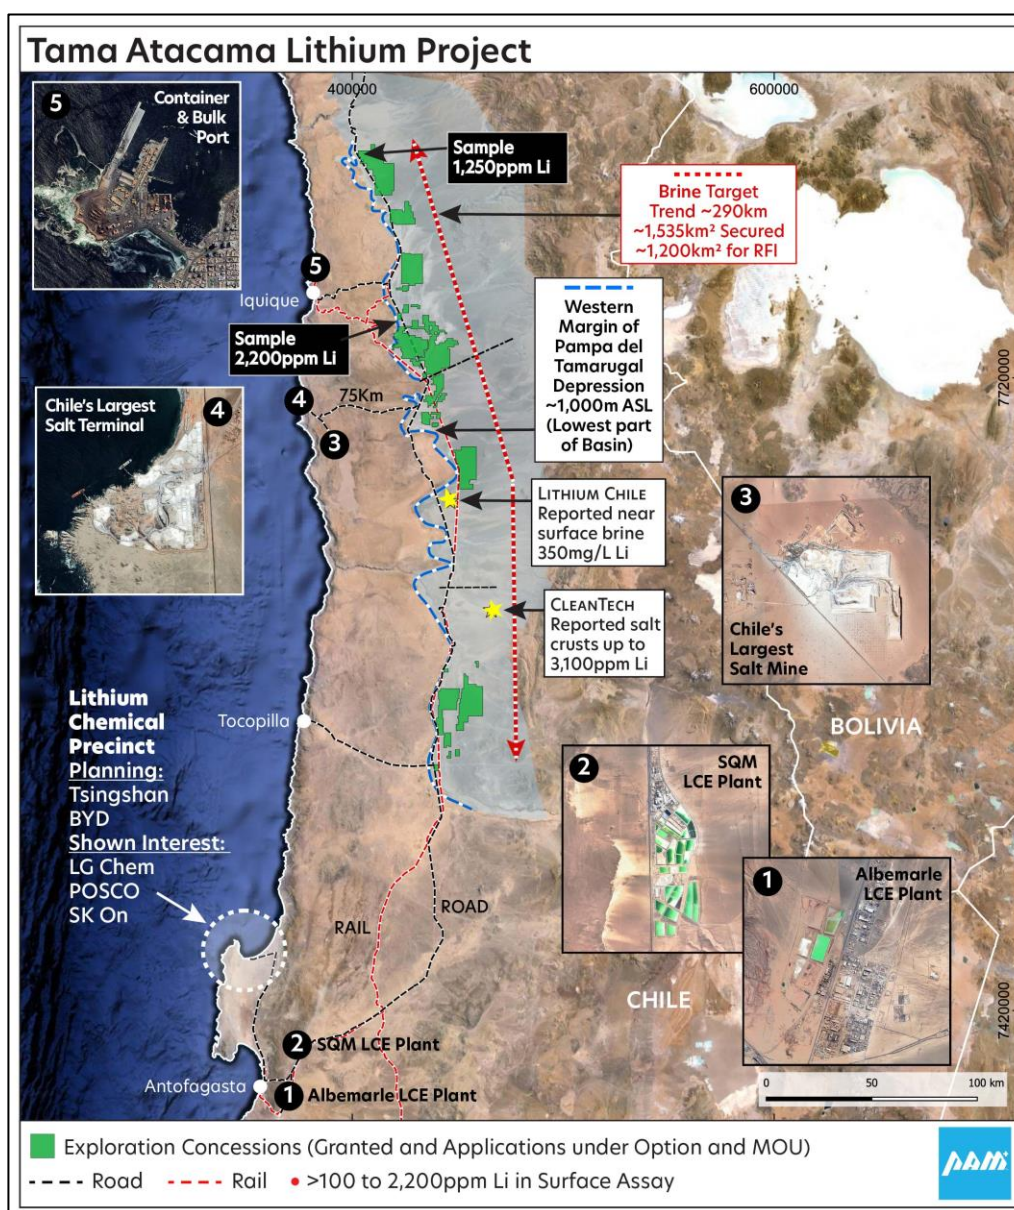 Tama Atacama Lithium Project
5
Container
& Bulk
Port
400000
600000
Sample
1,250ppm Li
Brine Target
Trend ~290km
~1,535km² Secured
~1,200km² for RFI
5
Iquique
Sample
2,200ppm Li
Western
Margin of
Pampa del
Tamarugal
Depression
~1,000m ASL
(Lowest part
of Basin)
7720000
Chile's Largest
Salt Terminal
4
4
75Km
3
LITHIUM CHILE
Reported near
surface brine
350mg/L Li
3
Chile's
Largest
Salt Mine
CLEANTECH
Reported salt
crusts up to
3,100ppm Li
Lithium
Chemical
Precinct
Planning:
Tsingshan
BYD
Shown Interest:
LG Chem
POSCO
SK On
Tocopilla
BOLIVIA
2
SQM
LCE Plant
1
Albemarle
LCE Plant
RAIL
ROAD
CHILE
7420000
2 SQM LCE Plant
Antofagasta
1 Albemarle LCE Plant
0 50 100 km
Exploration Concessions (Granted and Applications under Option and MOU)
Road
Rail
>100 to 2,200ppm Li in Surface Assay
PAM